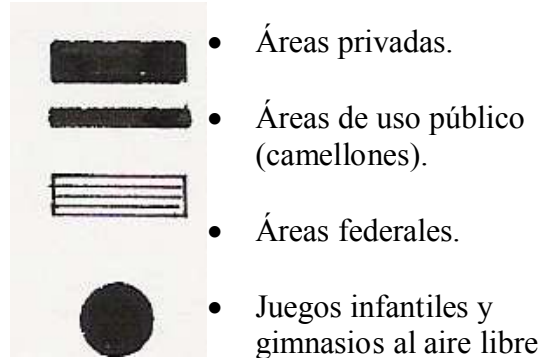 • Áreas privadas.
• Áreas de uso público
(camellones).
• Áreas federales.
• Juegos infantiles y
gimnasios al aire libre